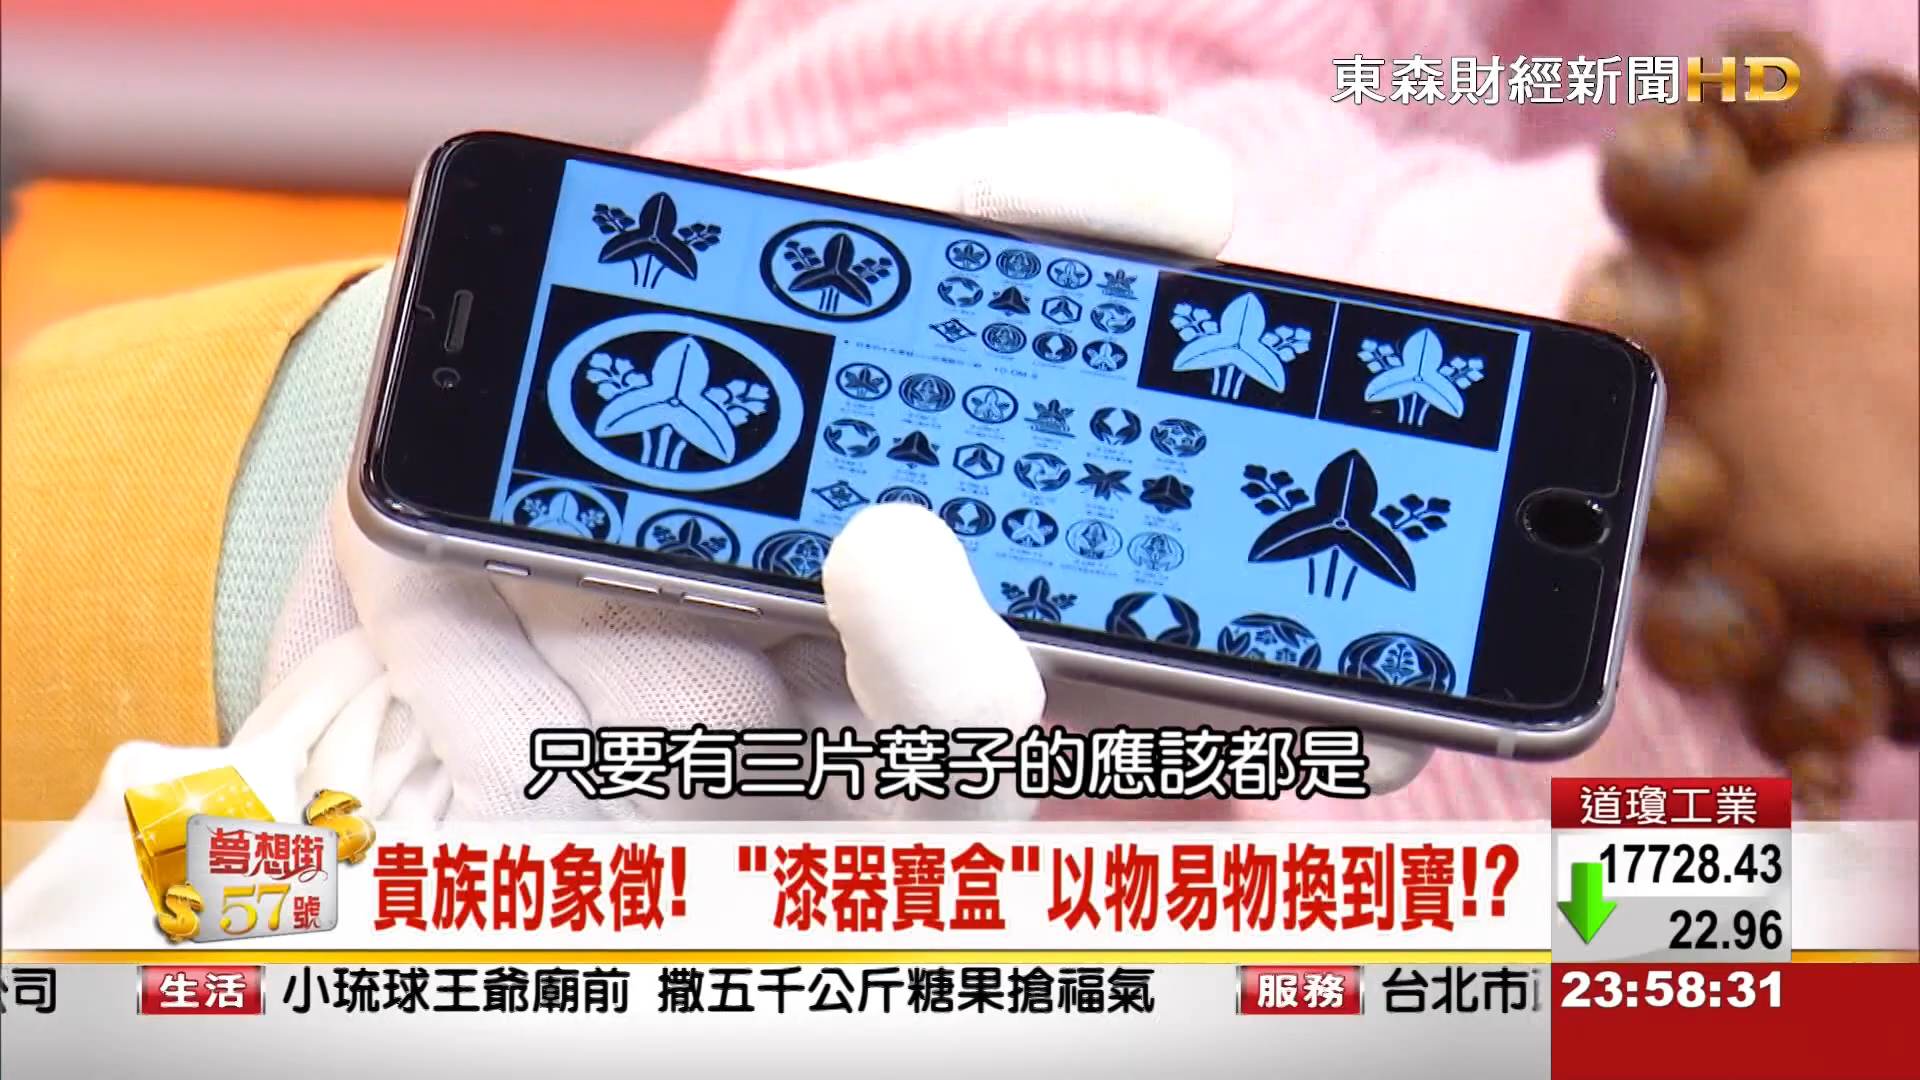 東森財經新聞HD
只要有三片葉子的應該都是
道瓊工業
17728.43
22.96
夢想街
57號
貴族的象徵! "漆器寶盒"以物易物換到寶!?
司 生活 小琉球王爺廟前 撒五千公斤糖果搶福氣 服務 台北市
23:58:31